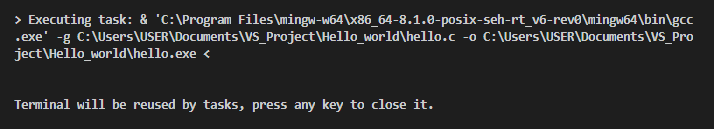 > Executing task: & 'C:\Program Files\mingw-w64\x86_64-8.1.0-posix-seh-rt_v6-rev0\mingw64\bin\gcc
.exe' -g C:\Users\USER\Documents\VS_Project\Hello_world\hello.c -o C:\Users\USER\Documents\VS_Pro
ject\Hello_world\hello.exe <
Terminal will be reused by tasks, press any key to close it.